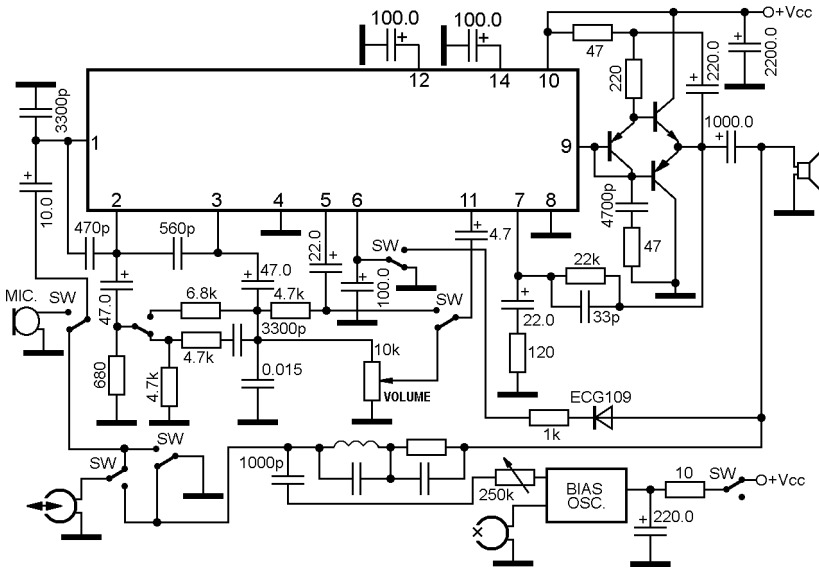 100.0
+
100.0
+
+Vcc
12
14
10
47
220
+
220.0
+
2200.0
3300p
1000.0
+
1
9
+
10.0
2
3
4
5
6
11
7
8
4700p
470p
560p
+
4.7
SW
22.0
+
+
47.0
+
47.0
+
100.0
22k
47
MIC.
SW
6.8k
4.7k
SW
+
22.0
33p
3300p
4.7k
10k
680
4.7k
0.015
VOLUME
120
ECG109
1k
SW
SW
1000p
250k
BIAS
OSC.
10
SW
+Vcc
+
220.0
×